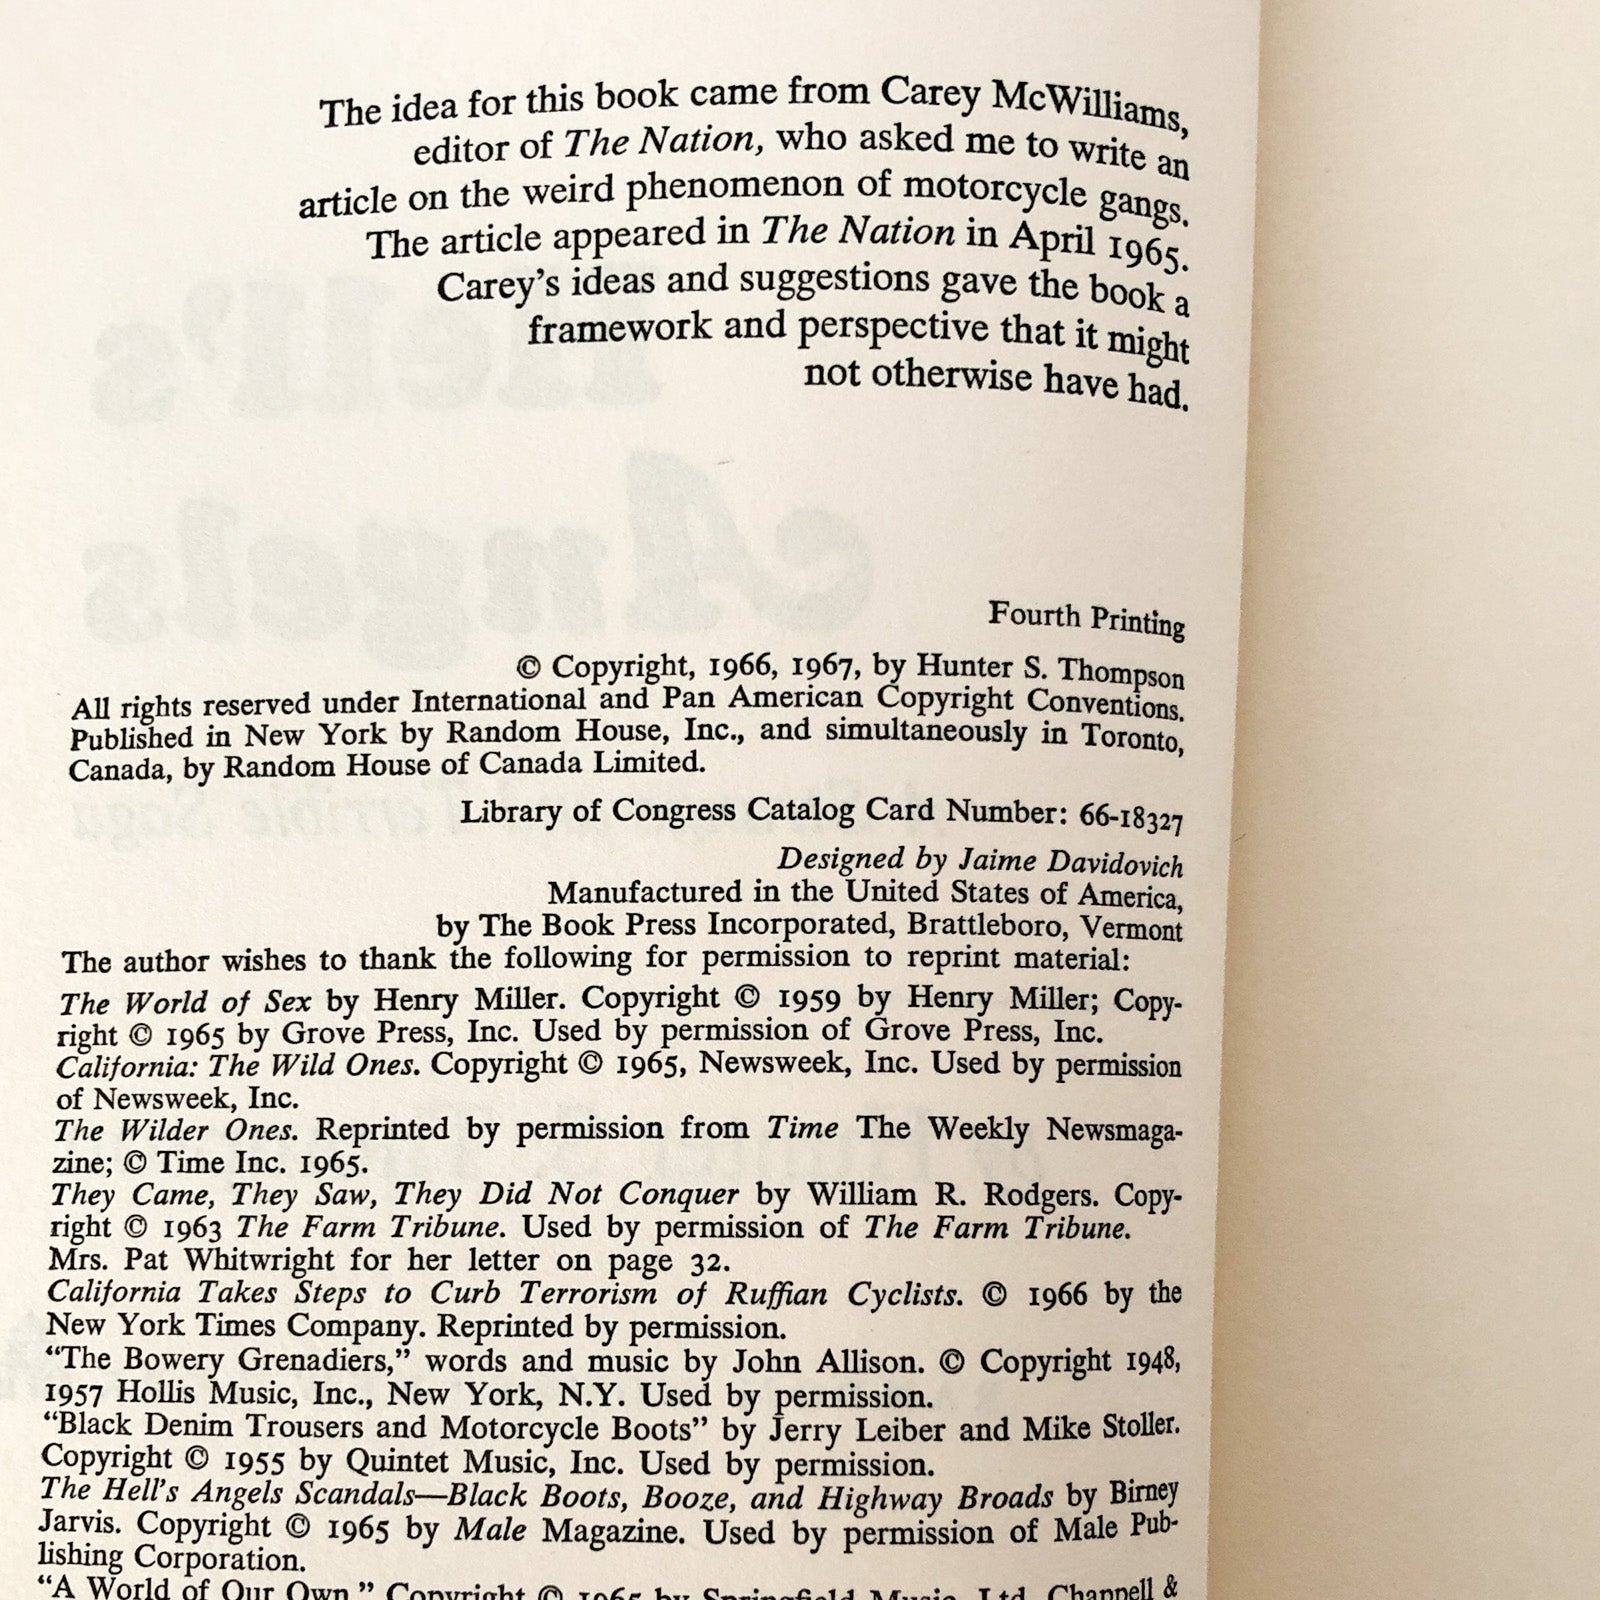 The idea for this book came from Carey McWilliams,
editor of The Nation, who asked me to write an
article on the weird phenomenon of motorcycle gangs.
The article appeared in The Nation in April 1965.
Carey's ideas and suggestions gave the book a
framework and perspective that it might
not otherwise have had.
Fourth Printing
© Copyright, 1966, 1967, by Hunter S. Thompson
All rights reserved under International and Pan American Copyright Conventions.
Published in New York by Random House, Inc., and simultaneously in Toronto,
Canada, by Random House of Canada Limited.
Library of Congress Catalog Card Number: 66-18327
Designed by Jaime Davidovich
Manufactured in the United States of America,
by The Book Press Incorporated, Brattleboro, Vermont
The author wishes to thank the following for permission to reprint material:
The World of Sex by Henry Miller. Copyright © 1959 by Henry Miller; Copy-
right © 1965 by Grove Press, Inc. Used by permission of Grove Press, Inc.
California: The Wild Ones. Copyright © 1965, Newsweek, Inc. Used by permission
of Newsweek, Inc.
The Wilder Ones. Reprinted by permission from Time The Weekly Newsmaga-
zine; © Time Inc. 1965.
They Came, They Saw, They Did Not Conquer by William R. Rodgers. Copy-
right © 1963 The Farm Tribune. Used by permission of The Farm Tribune.
Mrs. Pat Whitwright for her letter on page 32.
California Takes Steps to Curb Terrorism of Ruffian Cyclists. © 1966 by the
New York Times Company. Reprinted by permission.
“The Bowery Grenadiers,” words and music by John Allison. © Copyright 1948,
1957 Hollis Music, Inc., New York, N.Y. Used by permission.
“Black Denim Trousers and Motorcycle Boots” by Jerry Leiber and Mike Stoller.
Copyright © 1955 by Quintet Music, Inc. Used by permission.
The Hell's Angels Scandals—Black Boots, Booze, and Highway Broads by Birney
Jarvis. Copyright © 1965 by Male Magazine. Used by permission of Male Pub-
lishing Corporation.
“A World of Our Own.” Copyright © 1965 by Springfield Music, Ltd. Chappell &